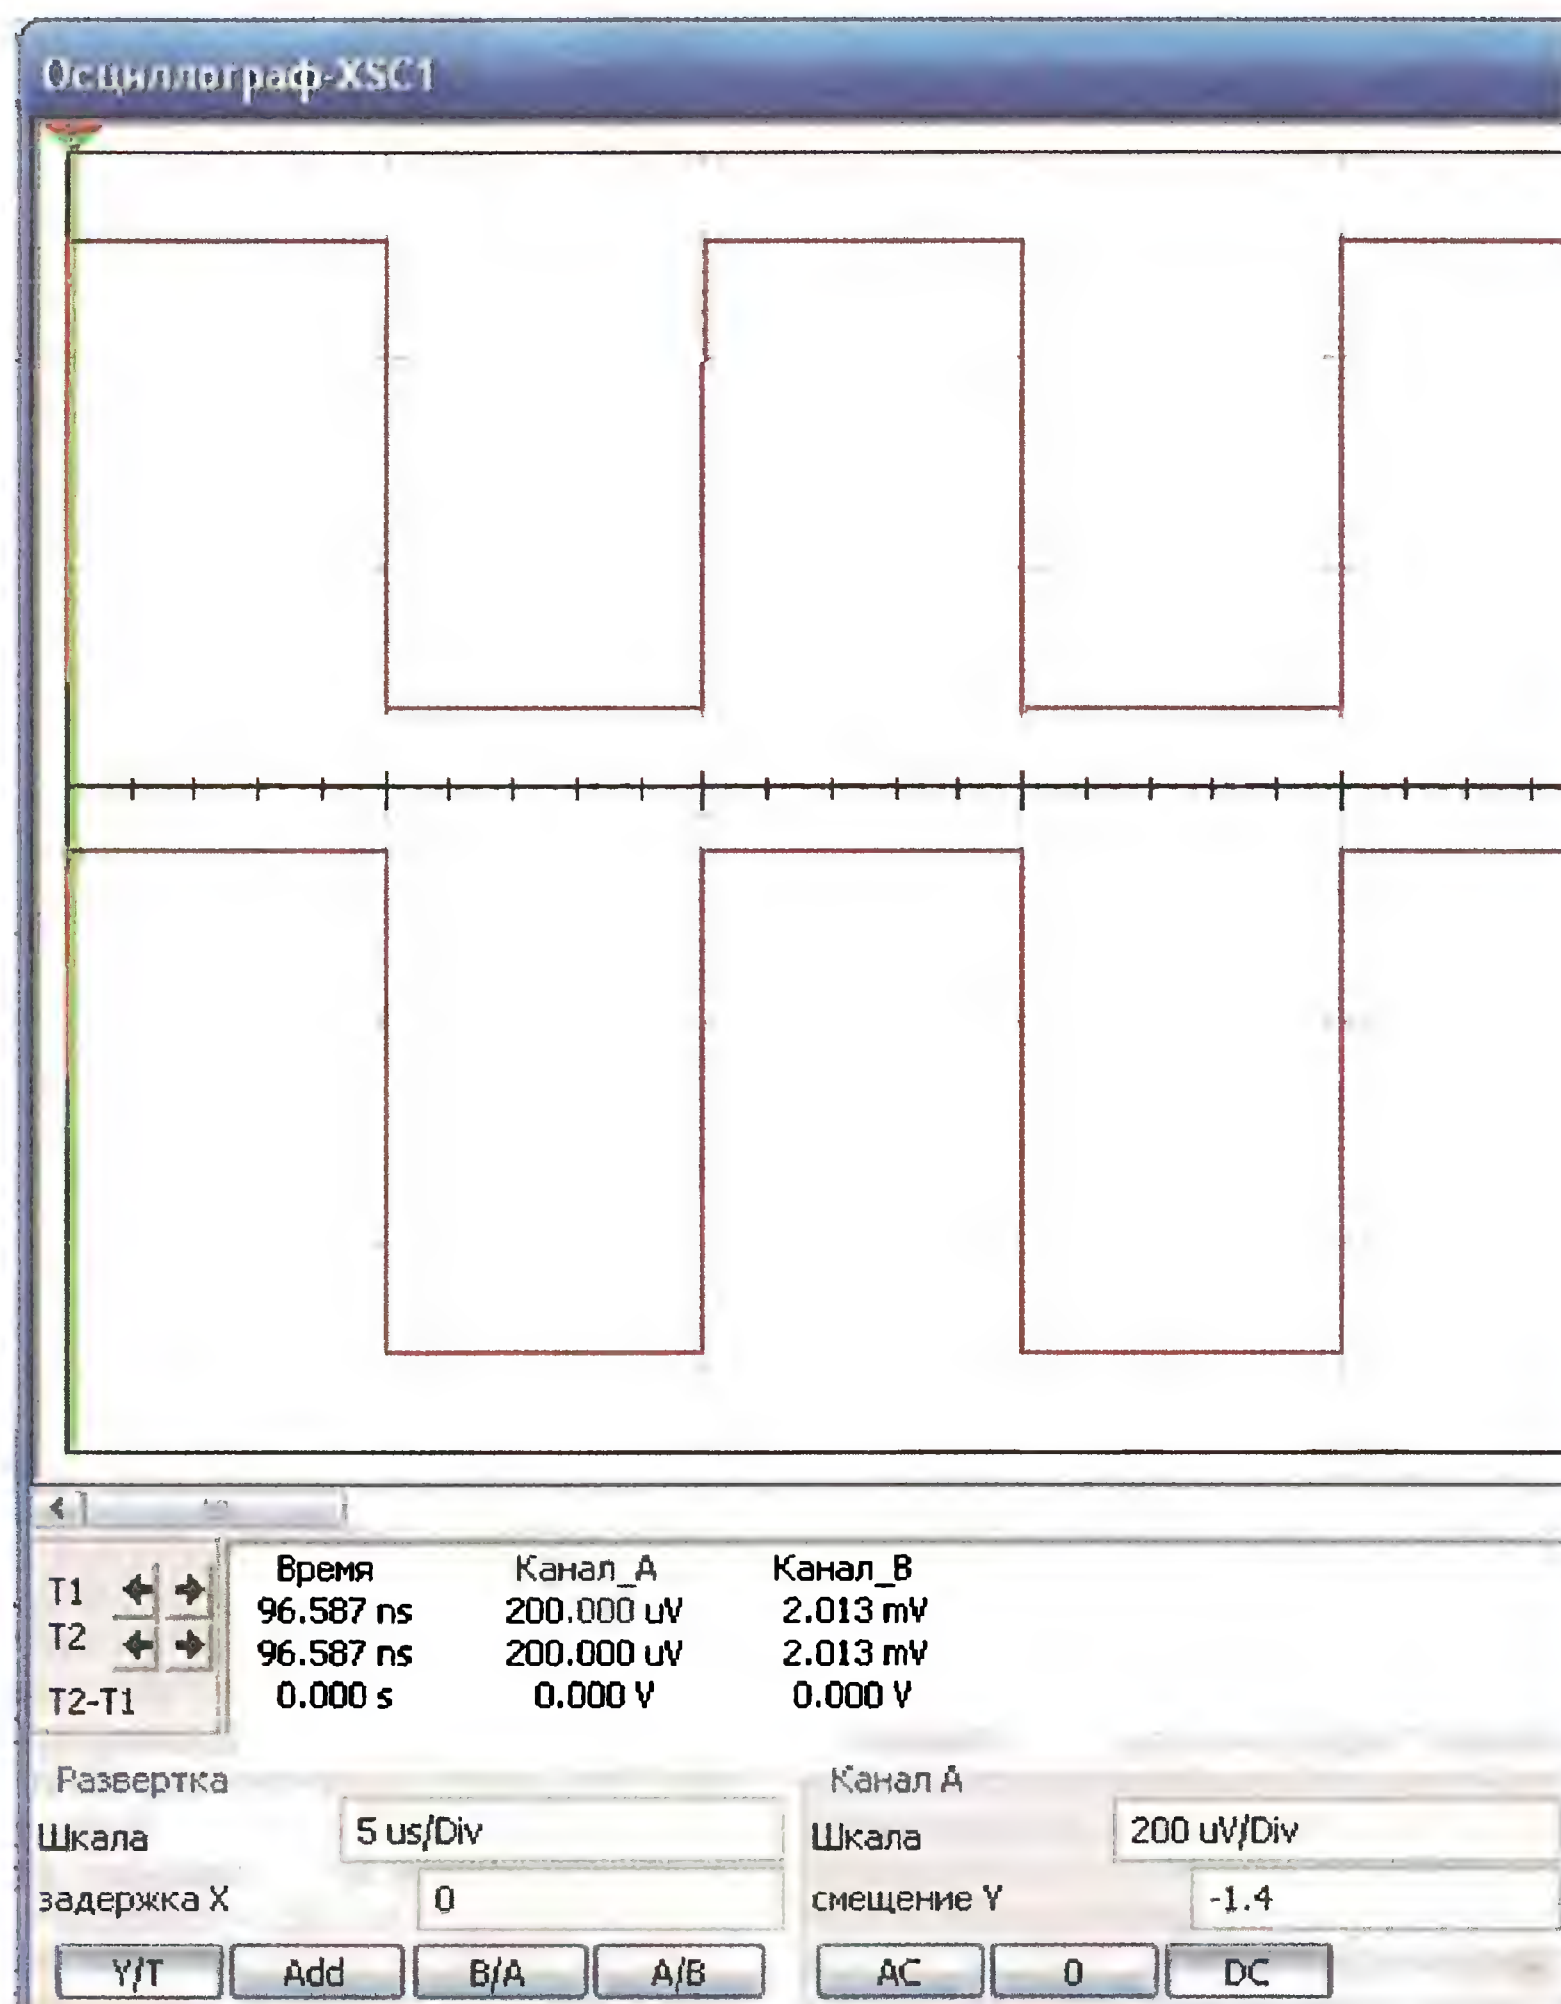 Осциллограф-XSC1
Время Канал_А Канал_В
T1 96.587 ns 200.000 uV 2.013 mV
T2 96.587 ns 200.000 uV 2.013 mV
T2-T1 0.000 s 0.000 V 0.000 V
Развертка Канал А
Шкала 5 us/Div Шкала 200 uV/Div
задержка X 0 смещение Y -1.4
Y/T Add B/A A/B AC 0 DC